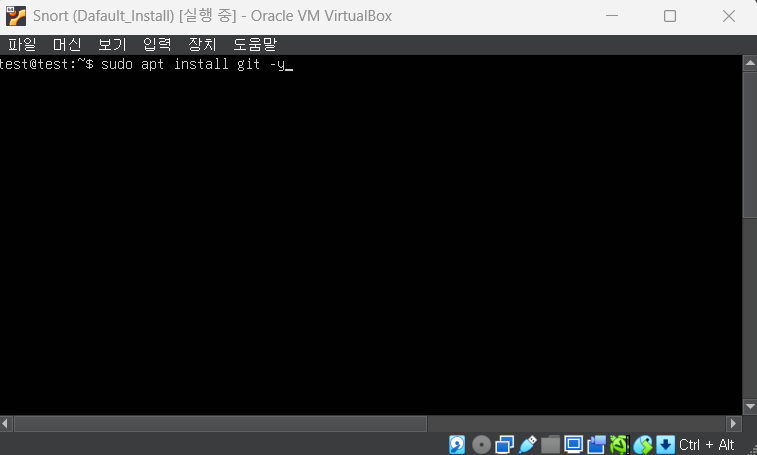 Snort (Dafault_Install) [실행 중] - Oracle VM VirtualBox
파일 머신 보기 입력 장치 도움말
test@test:~$ sudo apt install git -y_
Ctrl + Alt